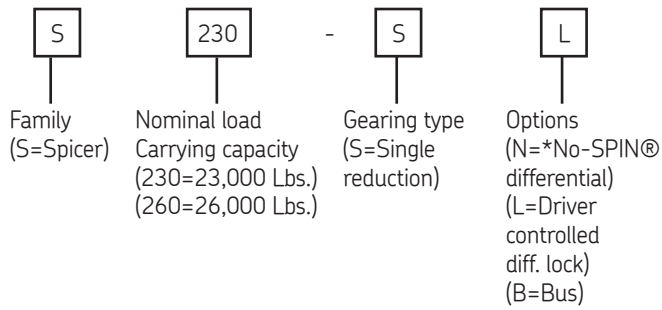 S 230 - S L
Family
(S=Spicer)
Nominal load
Carrying capacity
(230=23,000 Lbs.)
(260=26,000 Lbs.)
Gearing type
(S=Single
reduction)
Options
(N=*No-SPIN®
differential)
(L=Driver
controlled
diff. lock)
(B=Bus)